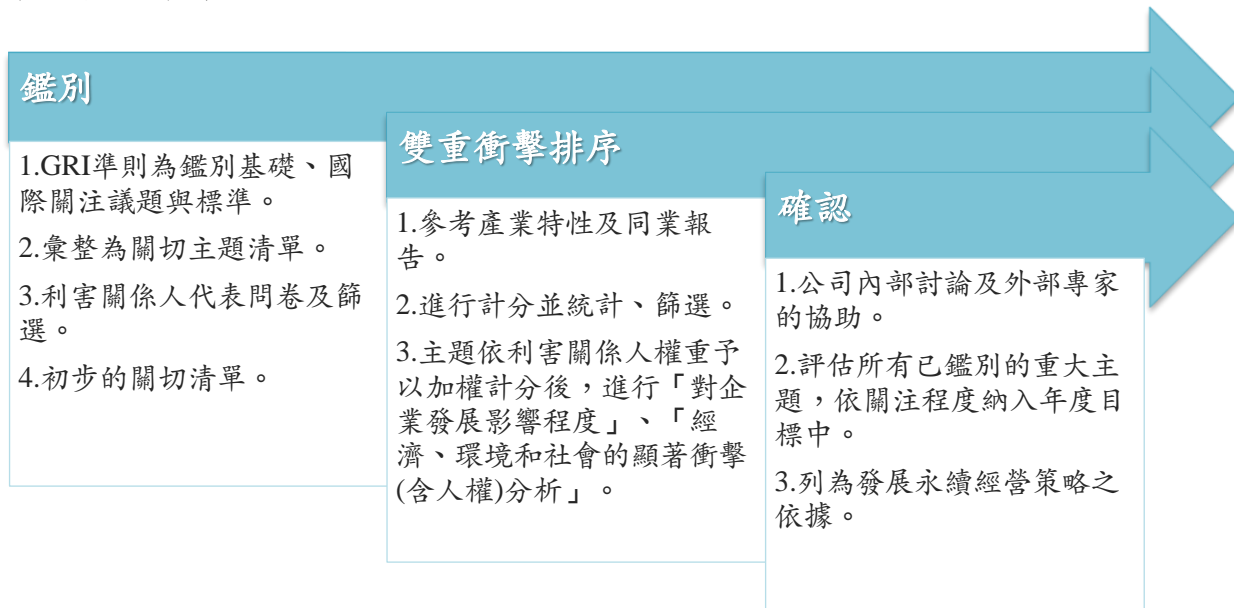 鑑別
1.GRI準則為鑑別基礎、國
際關注議題與標準。
2.彙整為關切主題清單。
3.利害關係人代表問卷及篩
選。
4.初步的關切清單。
雙重衝擊排序
1.參考產業特性及同業報
告。
2.進行計分並統計、篩選。
3.主題依利害關係人權重予
以加權計分後，進行「對企
業發展影響程度」、「經
濟、環境和社會的顯著衝擊
(含人權)分析」。
確認
1.公司內部討論及外部專家
的協助。
2.評估所有已鑑別的重大主
題，依關注程度納入年度目
標中。
3.列為發展永續經營策略之
依據。